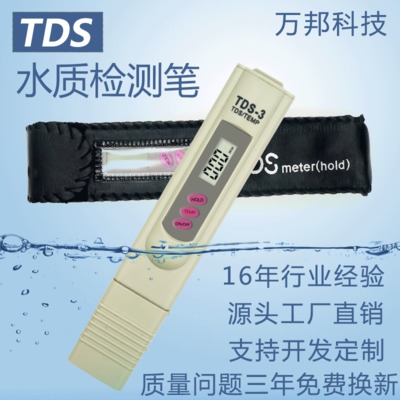 TDS
万邦科技
水质检测笔
TDS-3
TDS/TEMP
000
HOLD
TEMP
ON/OFF
TDS meter(hold)
16年行业经验
源头工厂直销
支持开发定制
质量问题三年免费换新